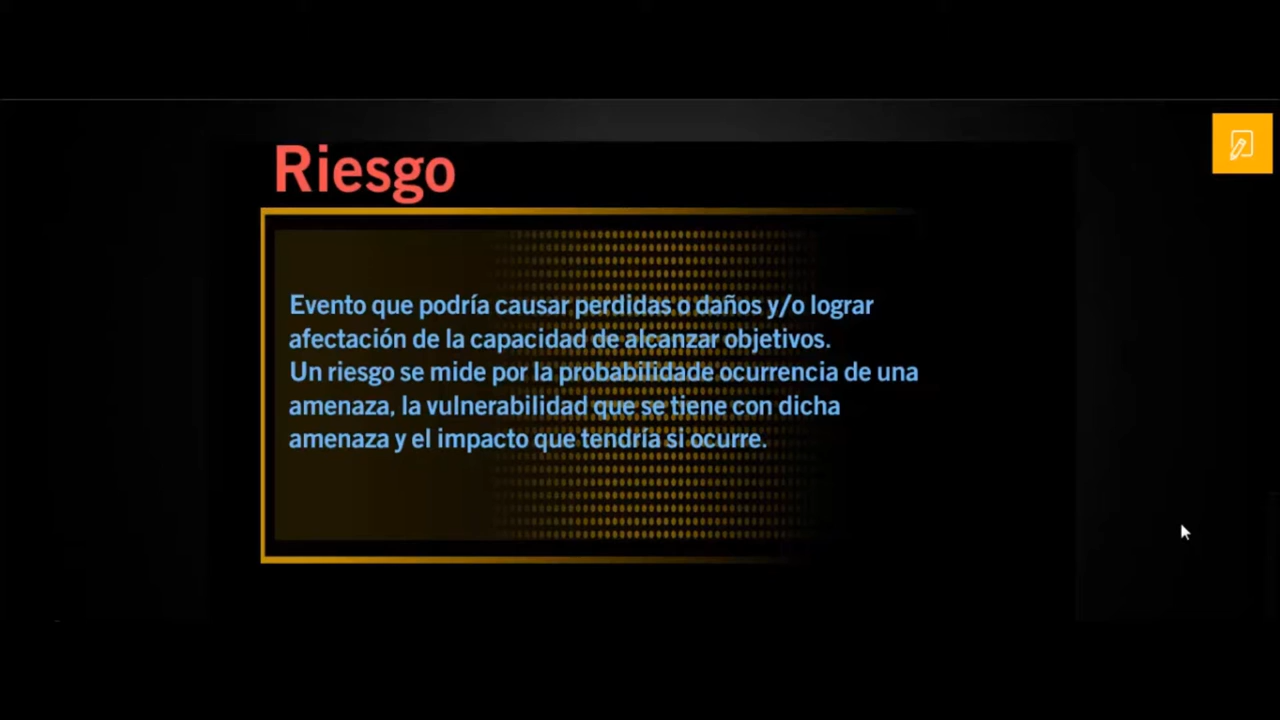 Riesgo
Evento que podría causar perdidas o daños y/o lograr
afectación de la capacidad de alcanzar objetivos.
Un riesgo se mide por la probabilidade ocurrencia de una
amenaza, la vulnerabilidad que se tiene con dicha
amenaza y el impacto que tendría si ocurre.